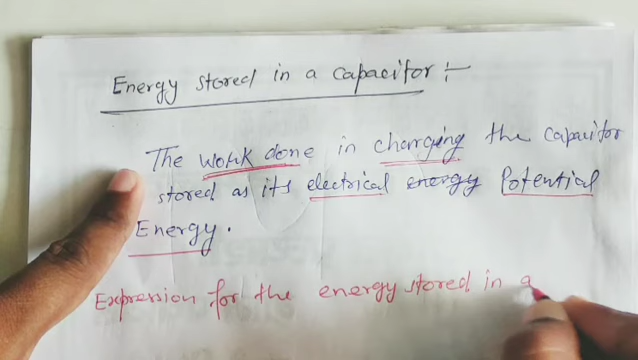 Energy stored in a capacitor :-
The work done in charging the capacitor
stored as its electrical energy Potential
Energy.
Expression for the energy stored in a